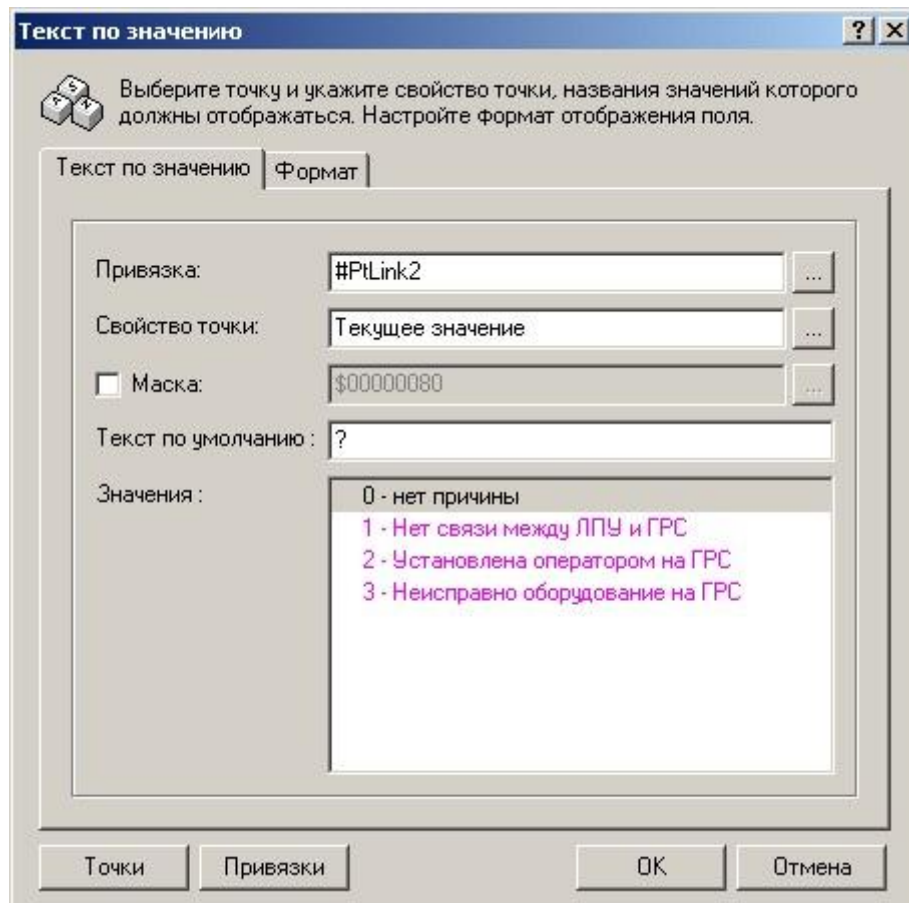 Текст по значению
Выберите точку и укажите свойство точки, названия значений которого
должны отображаться. Настройте формат отображения поля.
Текст по значению Формат
Привязка: #PtLink2 ...
Свойство точки: Текущее значение ...
Маска: $00000080 ...
Текст по умолчанию : ?
Значения : 0 - нет причины
1 - Нет связи между ЛПУ и ГРС
2 - Установлена оператором на ГРС
3 - Неисправно оборудование на ГРС
Точки Привязки OK Отмена